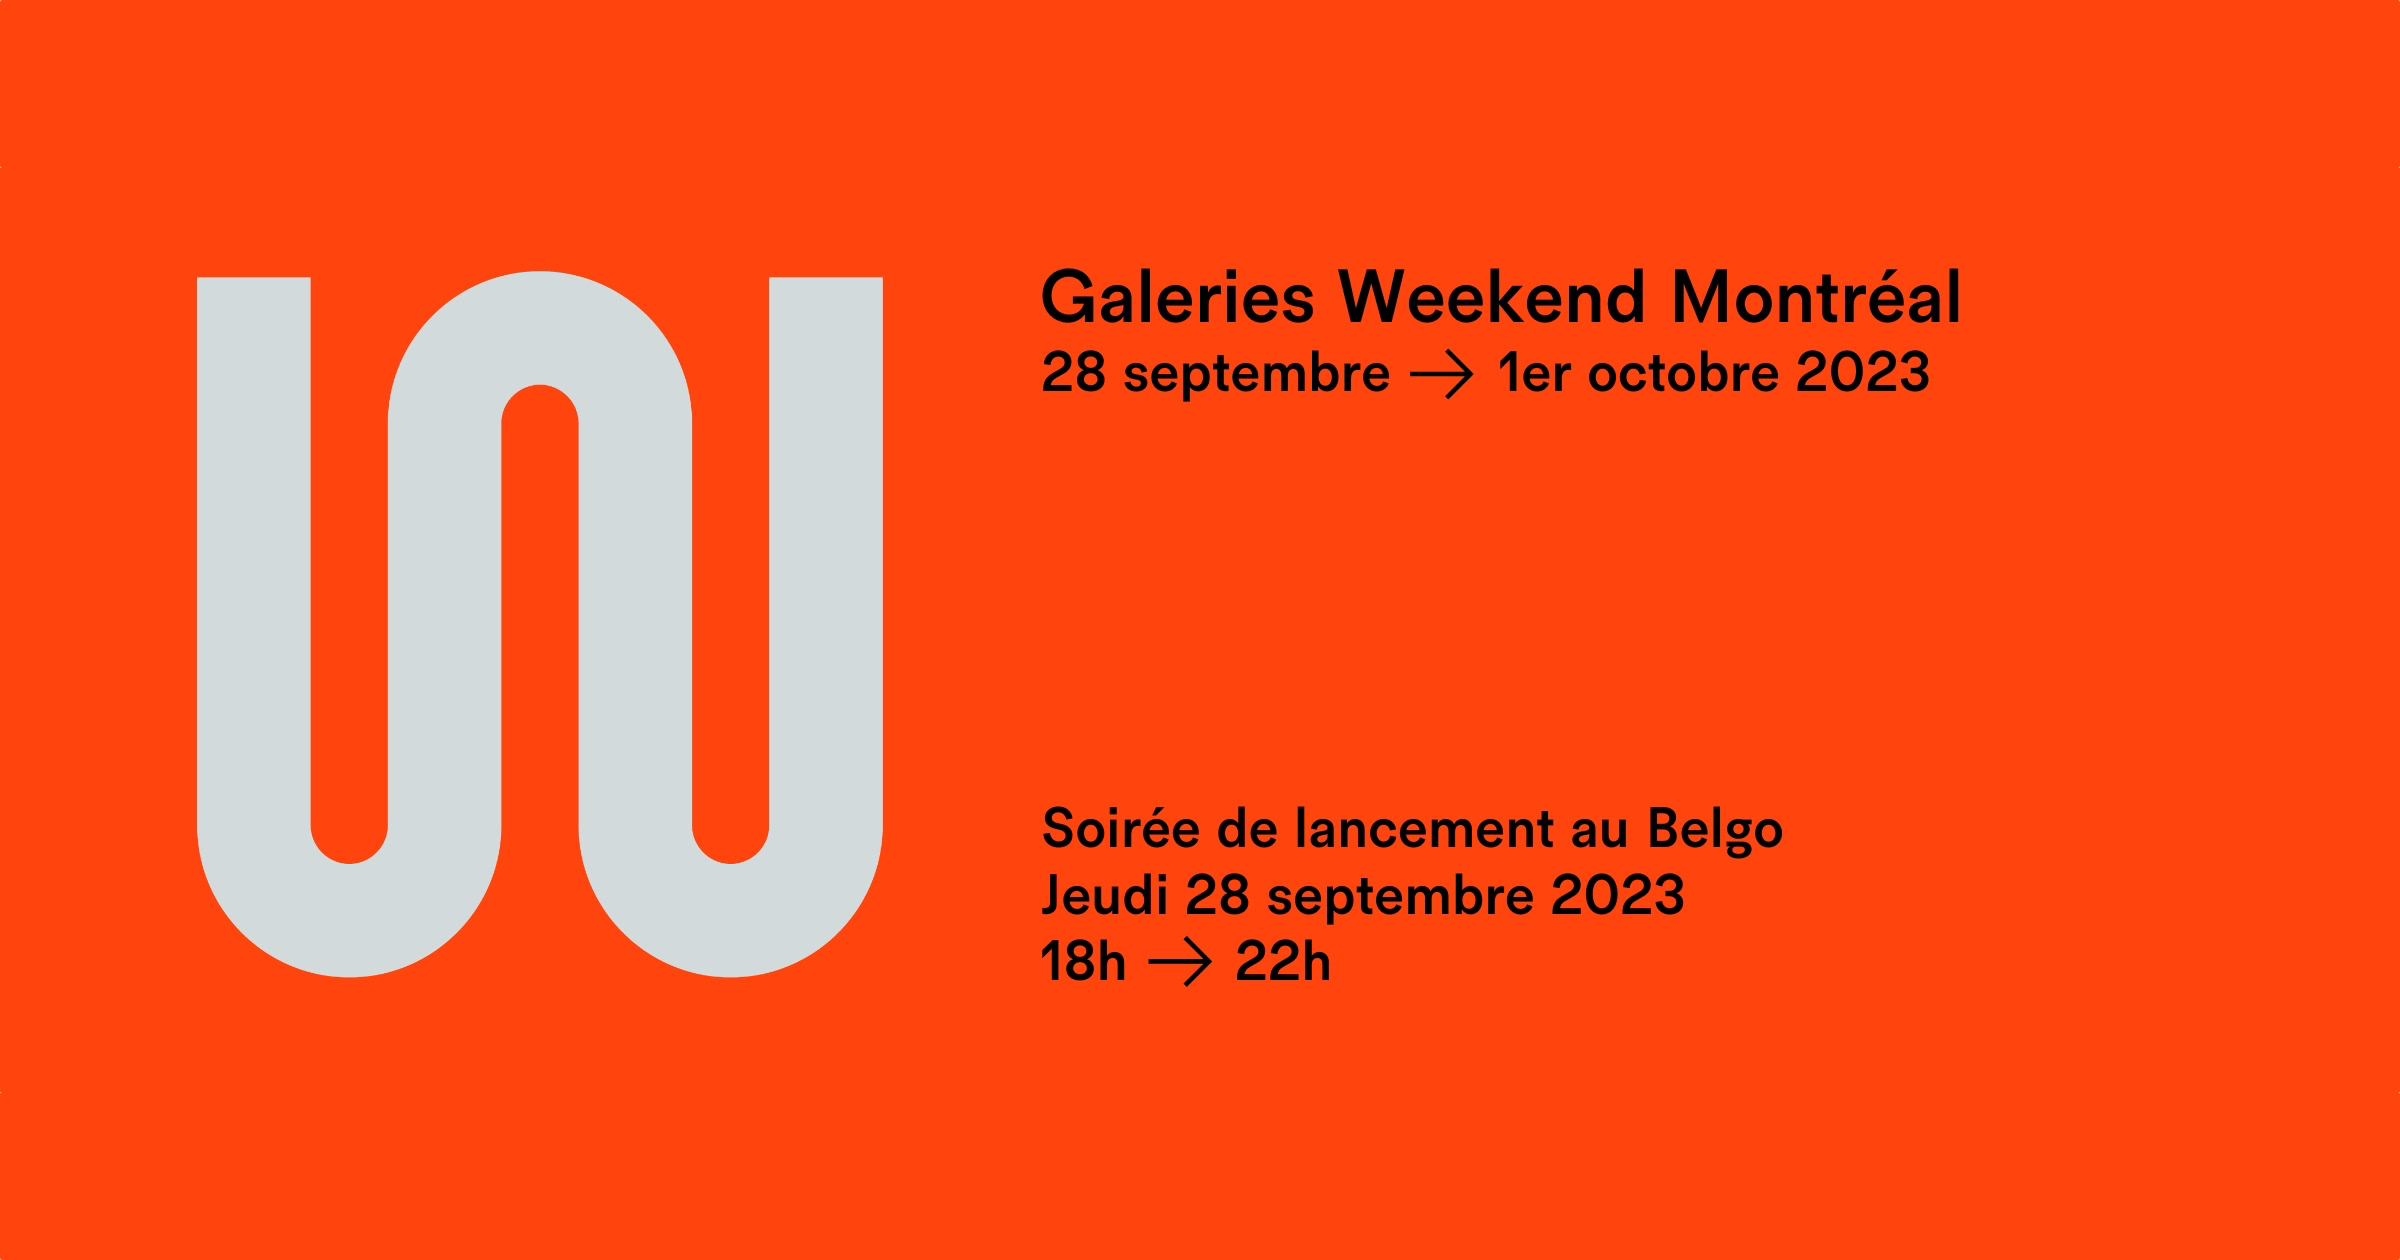 W
Galeries Weekend Montréal
28 septembre → 1er octobre 2023
Soirée de lancement au Belgo
Jeudi 28 septembre 2023
18h → 22h